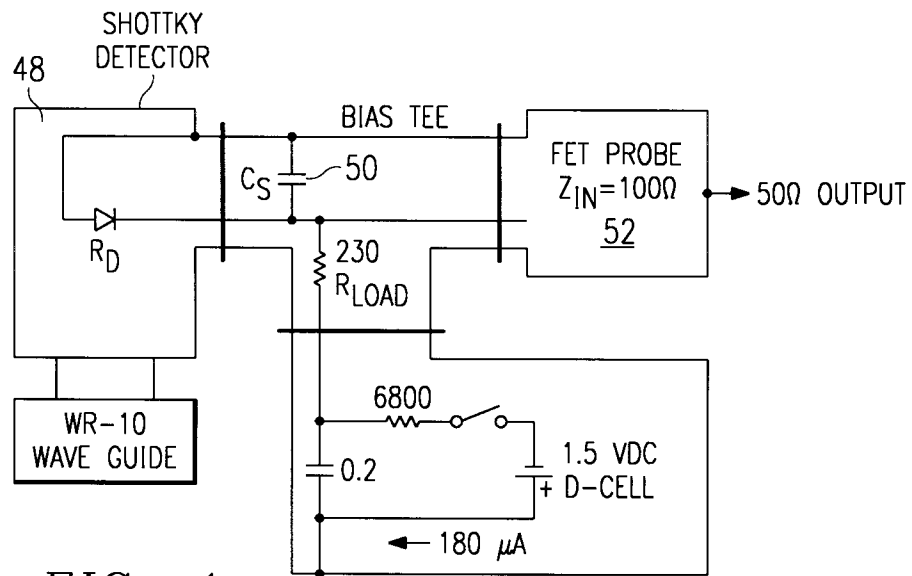 SHOTTKY
DETECTOR
48
BIAS TEE
C_S
50
R_D
230
R_LOAD
FET PROBE
Z_IN=100Ω
52
50Ω OUTPUT
WR-10
WAVE GUIDE
6800
0.2
1.5 VDC
+ D-CELL
180 µA